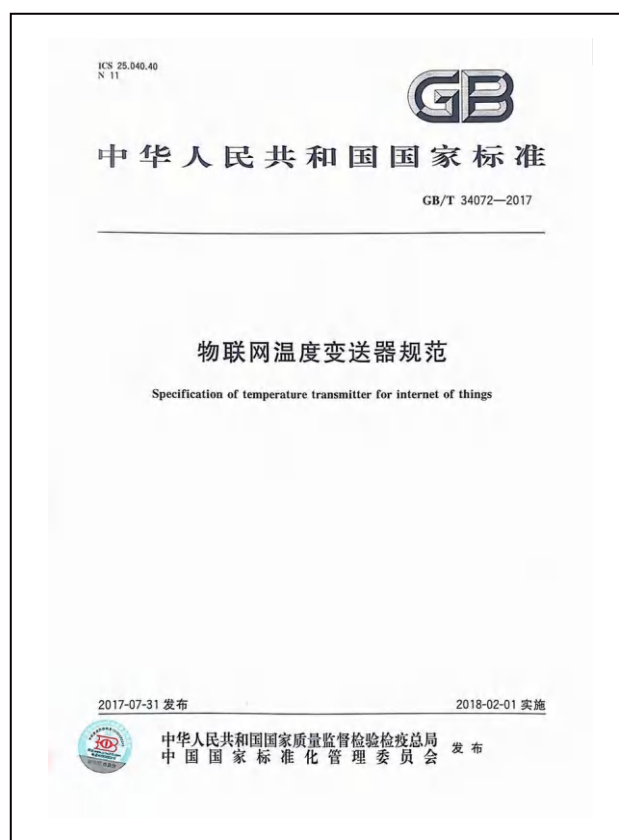 ICS 25.040.40
N 11
GB
中华人民共和国国家标准
GB/T 34072—2017
物联网温度变送器规范
Specification of temperature transmitter for internet of things
2017-07-31 发布
2018-02-01 实施
中华人民共和国国家质量监督检验检疫总局
中国国家标准化管理委员会
发布